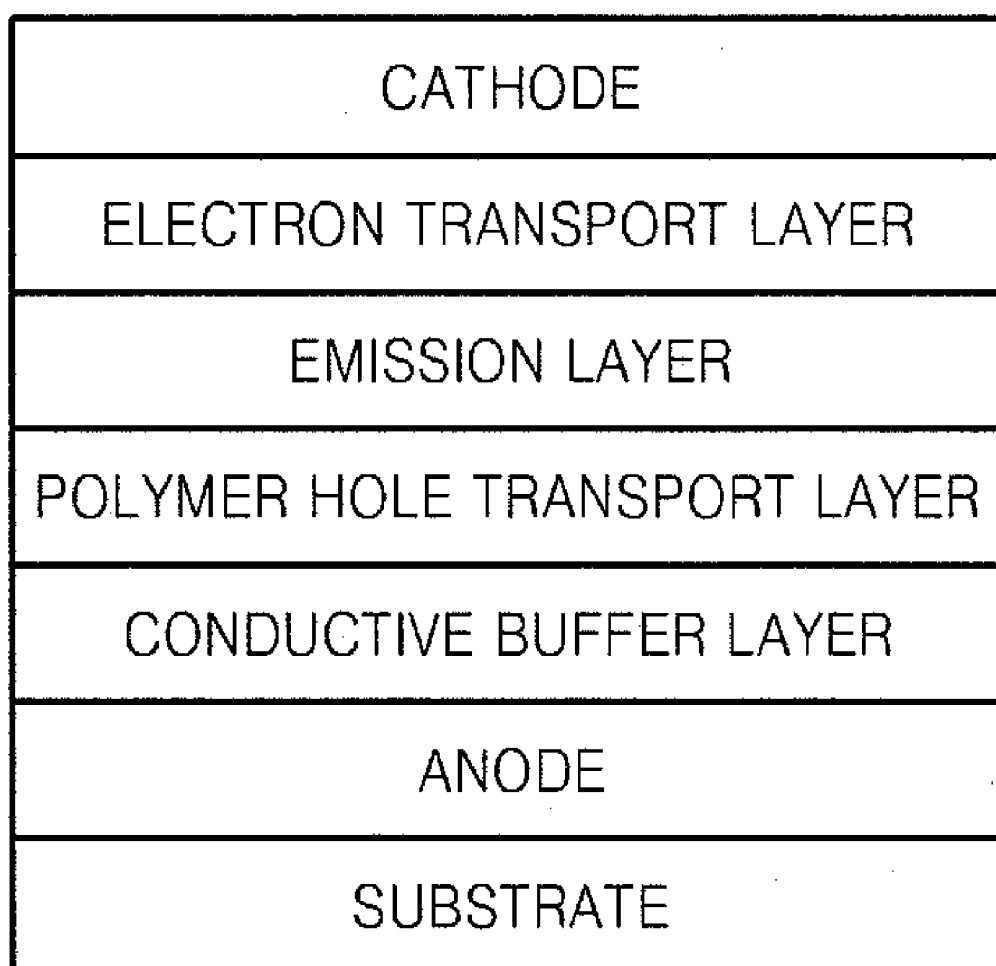 CATHODE
ELECTRON TRANSPORT LAYER
EMISSION LAYER
POLYMER HOLE TRANSPORT LAYER
CONDUCTIVE BUFFER LAYER
ANODE
SUBSTRATE